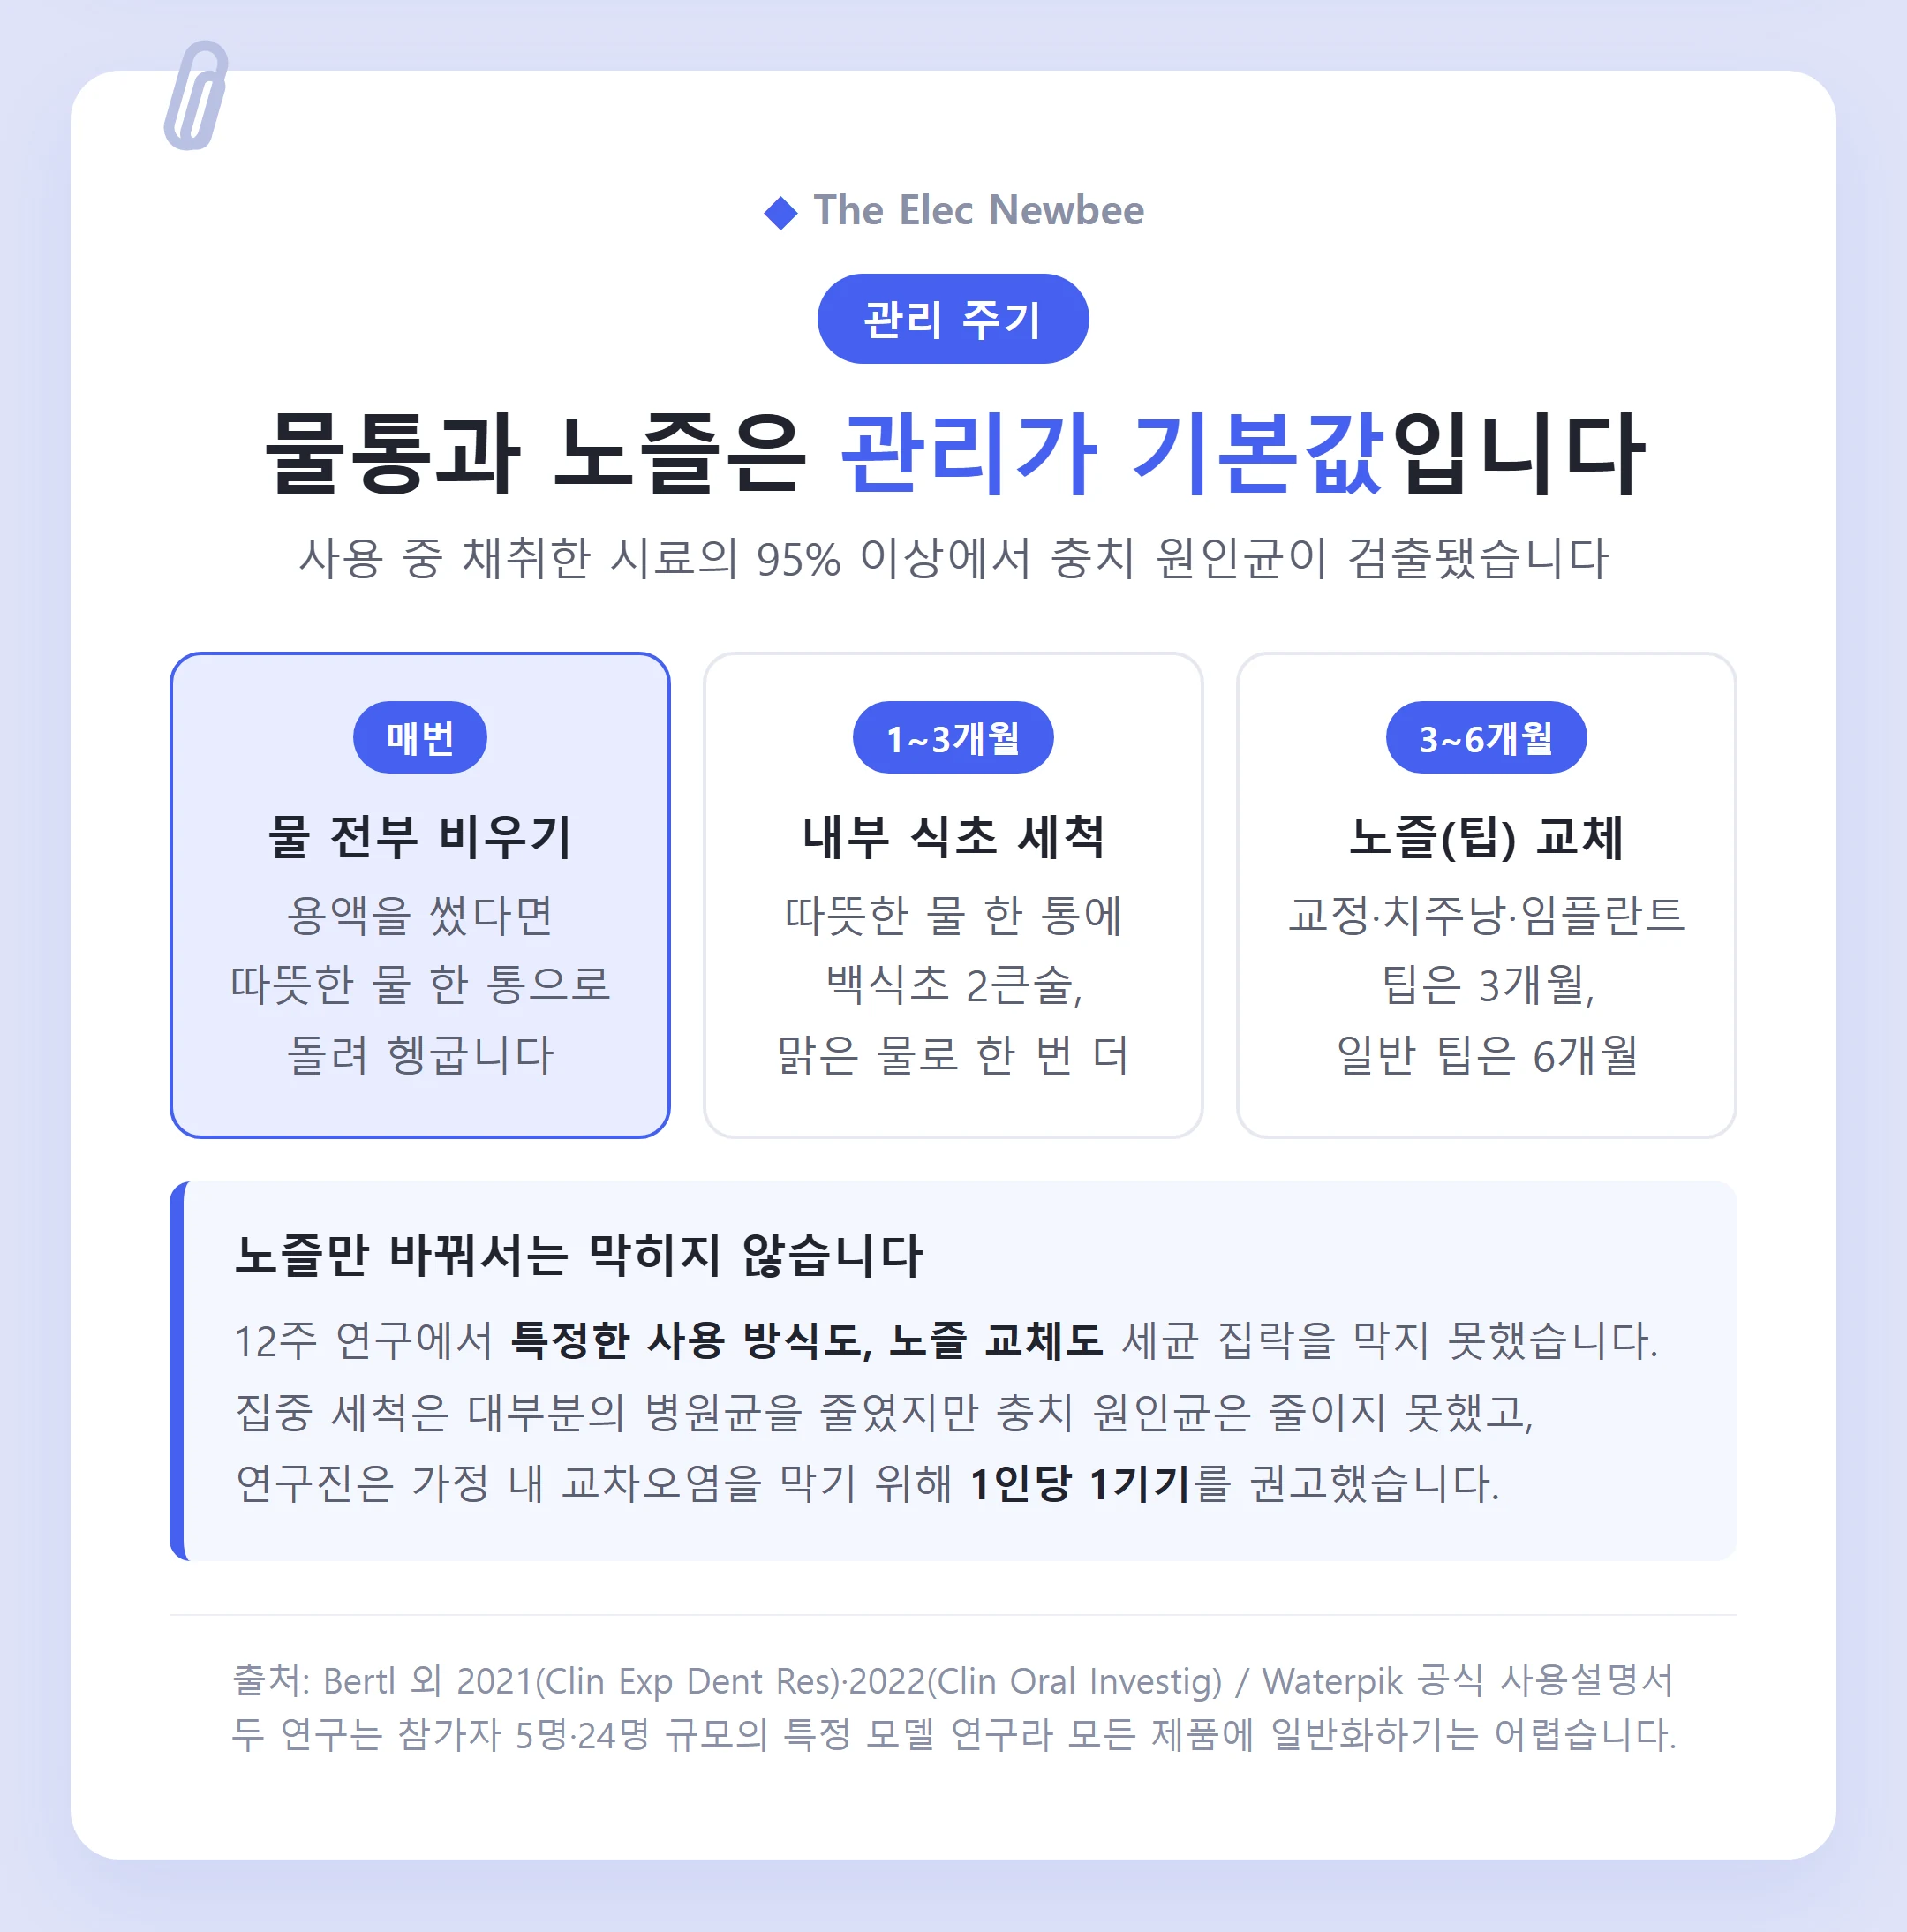 The Elec Newbee
관리 주기
물통과 노즐은 관리가 기본값입니다
사용 중 채취한 시료의 95% 이상에서 충치 원인균이 검출됐습니다
매번
물 전부 비우기
용액을 썼다면
따뜻한 물 한 통으로
돌려 헹굽니다
1~3개월
내부 식초 세척
따뜻한 물 한 통에
백식초 2큰술,
맑은 물로 한 번 더
3~6개월
노즐(팁) 교체
교정·치주낭·임플란트
팁은 3개월,
일반 팁은 6개월
노즐만 바꿔서는 막히지 않습니다
12주 연구에서 특정한 사용 방식도, 노즐 교체도 세균 집락을 막지 못했습니다.
집중 세척은 대부분의 병원균을 줄였지만 충치 원인균은 줄이지 못했고,
연구진은 가정 내 교차오염을 막기 위해 1인당 1기기를 권고했습니다.
출처: Bertl 외 2021(Clin Exp Dent Res)·2022(Clin Oral Investig) / Waterpik 공식 사용설명서
두 연구는 참가자 5명·24명 규모의 특정 모델 연구라 모든 제품에 일반화하기는 어렵습니다.